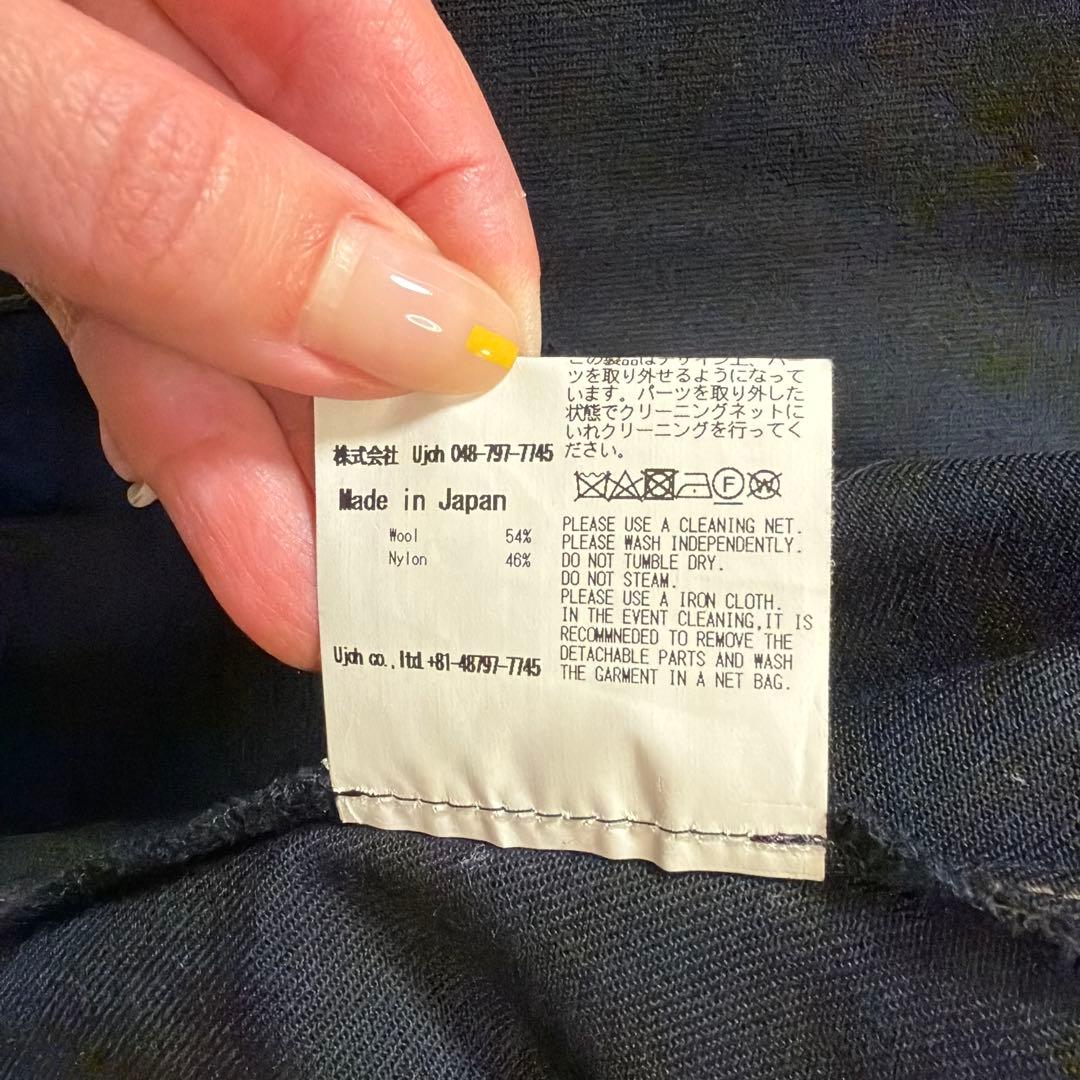 株式会社 Ujoh 048-797-7745
Made in Japan
Wool 54%
Nylon 46%
Ujoh co., ltd. +81-48797-7745
この製品はデザイン上、パー
ツを取り外せるようになって
います。パーツを取り外した
状態でクリーニングネットに
いれクリーニングを行ってく
ださい。
F
W
PLEASE USE A CLEANING NET.
PLEASE WASH INDEPENDENTLY.
DO NOT TUMBLE DRY.
DO NOT STEAM.
PLEASE USE A IRON CLOTH.
IN THE EVENT CLEANING,IT IS
RECOMMNEDED TO REMOVE THE
DETACHABLE PARTS AND WASH
THE GARMENT IN A NET BAG.